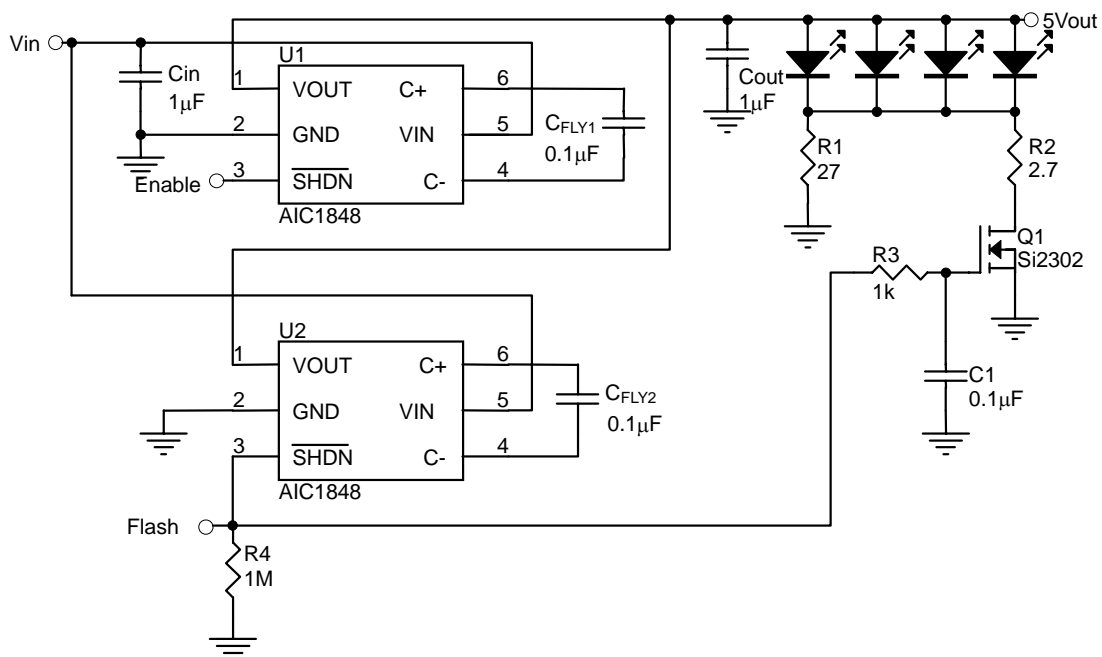 5Vout
Vin
U1
Cin
1μF
1
VOUT
C+
6
2
GND
VIN
5
3
SHDN
C-
4
Enable
AIC1848
CFLY1
0.1μF
Cout
1μF
R1
27
R2
2.7
Q1
Si2302
R3
1k
C1
0.1μF
U2
1
VOUT
C+
6
2
GND
VIN
5
3
SHDN
C-
4
AIC1848
CFLY2
0.1μF
Flash
R4
1M